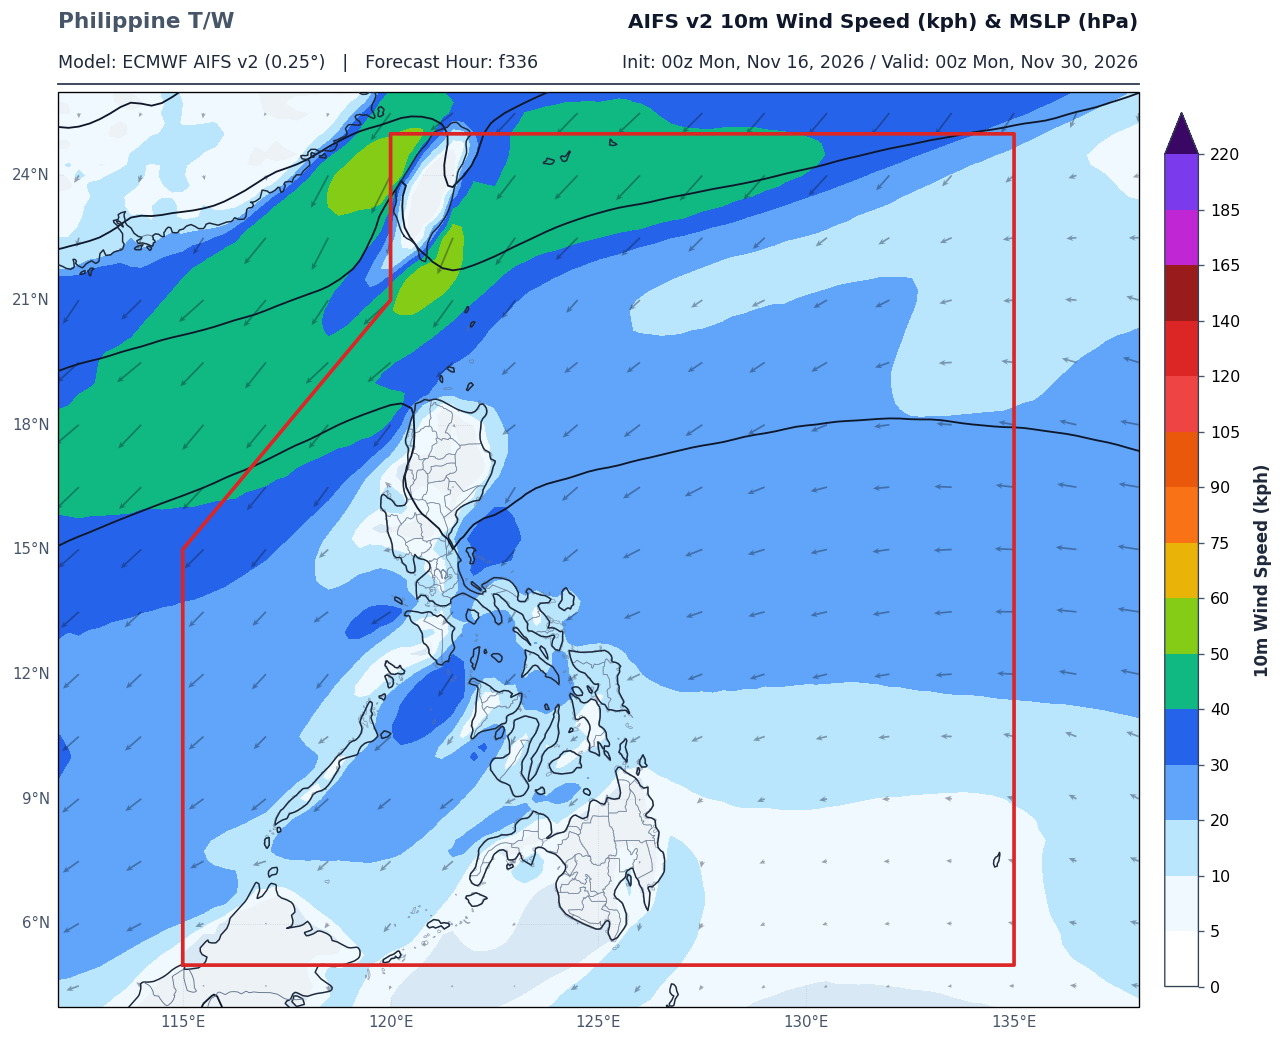 Philippine T/W
AIFS v2 10m Wind Speed (kph) & MSLP (hPa)
Model: ECMWF AIFS v2 (0.25°) | Forecast Hour: f336
Init: 00z Mon, Nov 16, 2026 / Valid: 00z Mon, Nov 30, 2026
24°N
21°N
18°N
15°N
12°N
9°N
6°N
115°E
120°E
125°E
130°E
135°E
220
185
165
140
120
105
90
75
60
50
40
30
20
10
5
0
10m Wind Speed (kph)